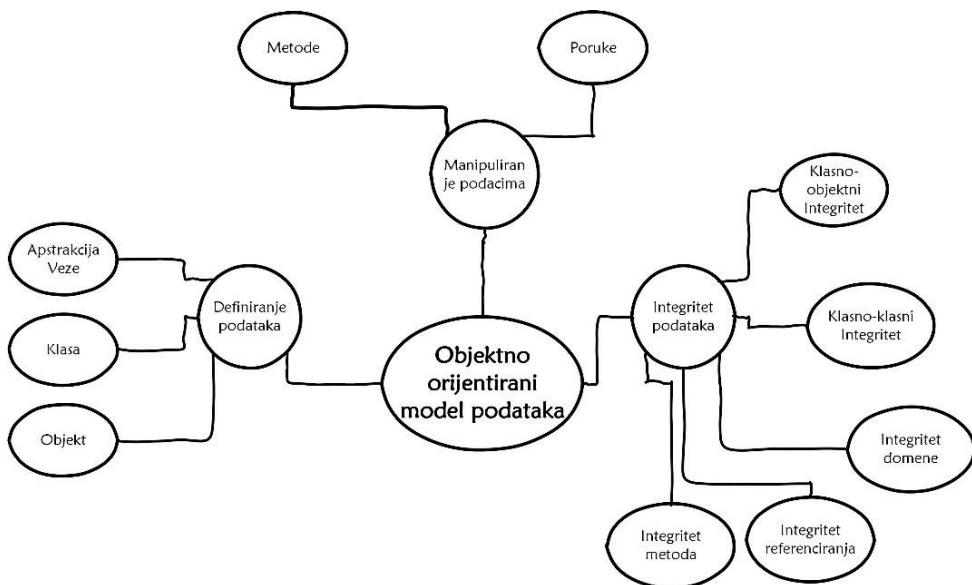 Metode
Poruke
Manipuliran
je podacima
Klasno-
objektni
Integritet
Apstrakcija
Veze
Definiranje
podataka
Integritet
podataka
Klasa
Klasno-klasni
Integritet
Objektno
orijentirani
model podataka
Objekt
Integritet
domene
Integritet
metoda
Integritet
referenciranja